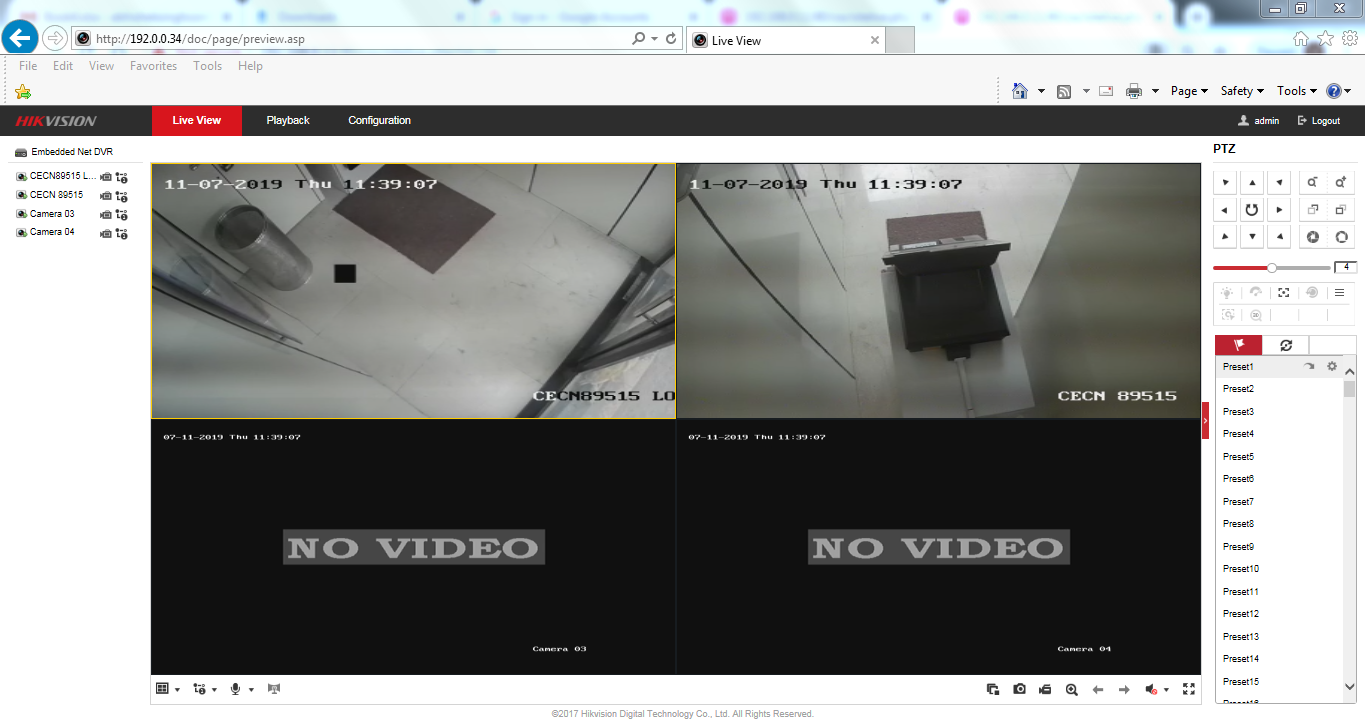 http://192.0.0.34/doc/page/preview.asp
Live View
File Edit View Favorites Tools Help
Page Safety Tools
HIKVISION
Live View Playback Configuration
admin Logout
Embedded Net DVR
CECN89515 L...
CECN 89515
Camera 03
Camera 04
11-07-2019 Thu 11:39:07
CECN89515 LO
11-07-2019 Thu 11:39:07
CECN 89515
07-11-2019 Thu 11:39:07
NO VIDEO
Camera 03
07-11-2019 Thu 11:39:07
NO VIDEO
Camera 04
PTZ
4
Preset1
Preset2
Preset3
Preset4
Preset5
Preset6
Preset7
Preset8
Preset9
Preset10
Preset11
Preset12
Preset13
Preset14
Preset15
©2017 Hikvision Digital Technology Co., Ltd. All Rights Reserved.